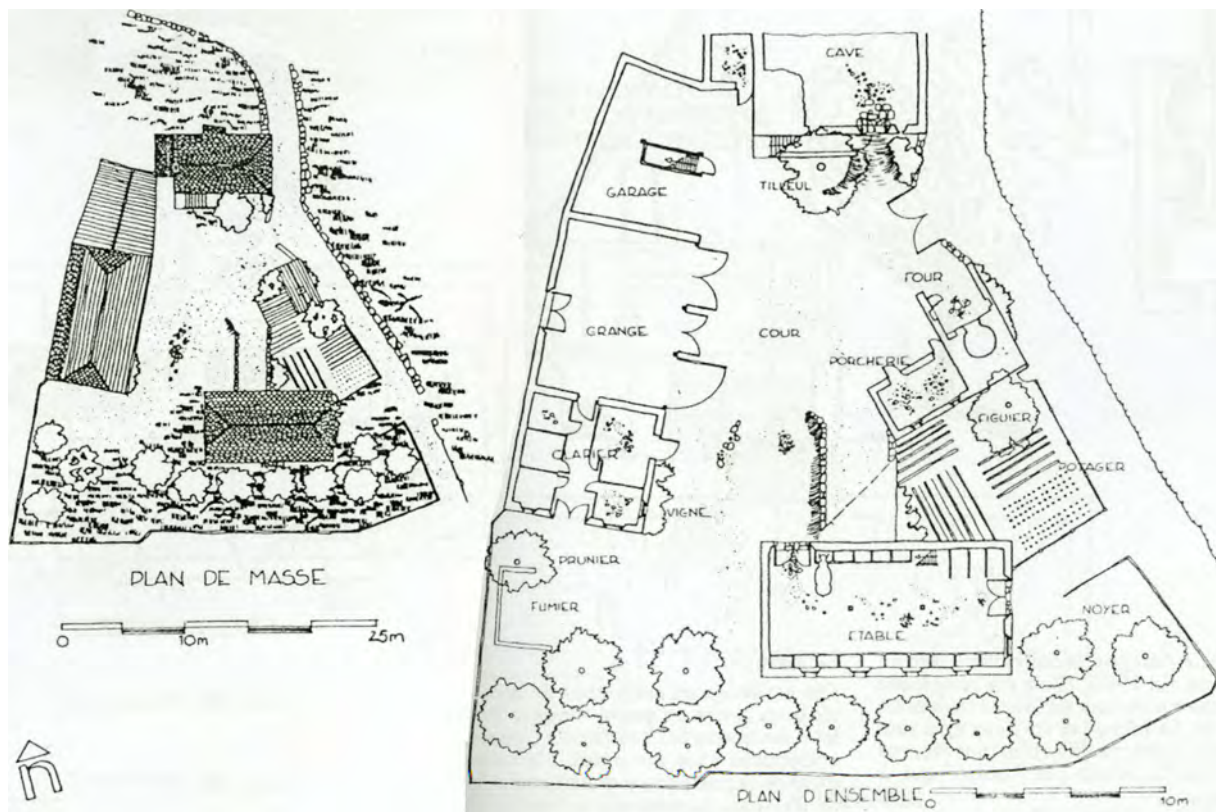 PLAN DE MASSE
0 10m 25m
n
CAVE
TILLEUL
GARAGE
FOUR
GRANGE
COUR
PORCHERIE
FIGUIER
CLAPIER
POTAGER
VIGNE
PRUNIER
FUMIER
NOYER
ETABLE
PLAN D ENSEMBLE
0 10m